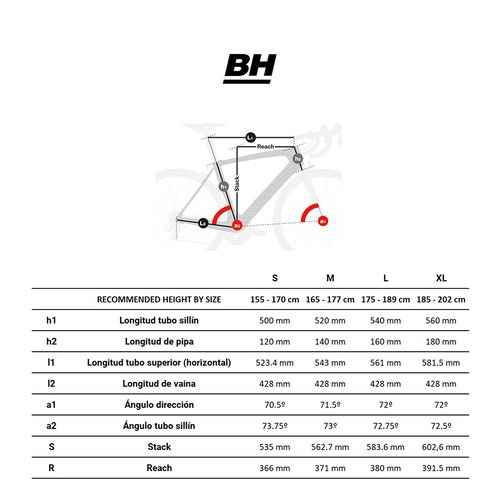 BH
L1
Reach
h2
h1
Stack
L2
a2
a1
S M L XL
RECOMMENDED HEIGHT BY SIZE 155 - 170 cm 165 - 177 cm 175 - 189 cm 185 - 202 cm
h1 Longitud tubo sillín 500 mm 520 mm 540 mm 560 mm
h2 Longitud de pipa 120 mm 140 mm 160 mm 180 mm
l1 Longitud tubo superior (horizontal) 523.4 mm 543 mm 561 mm 581.5 mm
l2 Longitud de vaina 428 mm 428 mm 428 mm 428 mm
a1 Ángulo dirección 70.5º 71.5º 72º 72º
a2 Ángulo tubo sillín 73.75º 73º 72.75º 72.5º
S Stack 535 mm 562.7 mm 583.6 mm 602,6 mm
R Reach 366 mm 371 mm 380 mm 391.5 mm